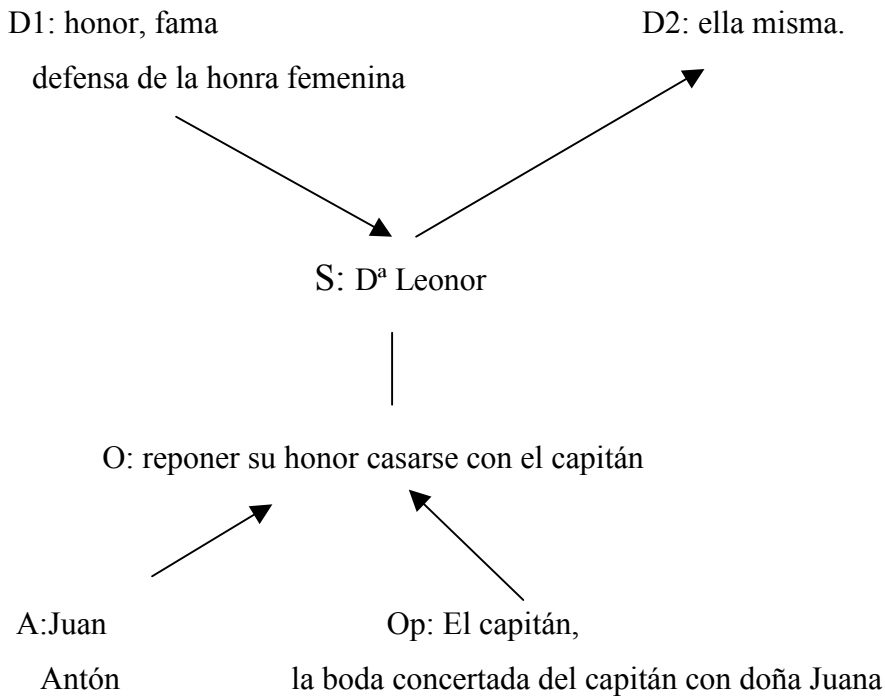 D1: honor, fama
D2: ella misma.
defensa de la honra femenina
S: Dª Leonor
O: reponer su honor casarse con el capitán
A:Juan
Op: El capitán,
Antón
la boda concertada del capitán con doña Juana